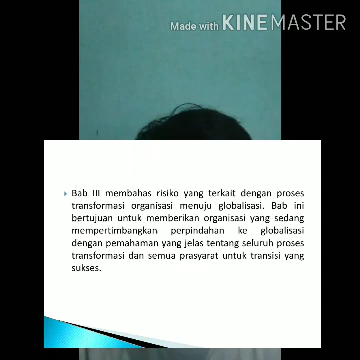 Made with KINEMASTER
Bab III membahas risiko yang terkait dengan proses
transformasi organisasi menuju globalisasi. Bab ini
bertujuan untuk memberikan organisasi yang sedang
mempertimbangkan perpindahan ke globalisasi
dengan pemahaman yang jelas tentang seluruh proses
transformasi dan semua prasyarat untuk transisi yang
sukses.